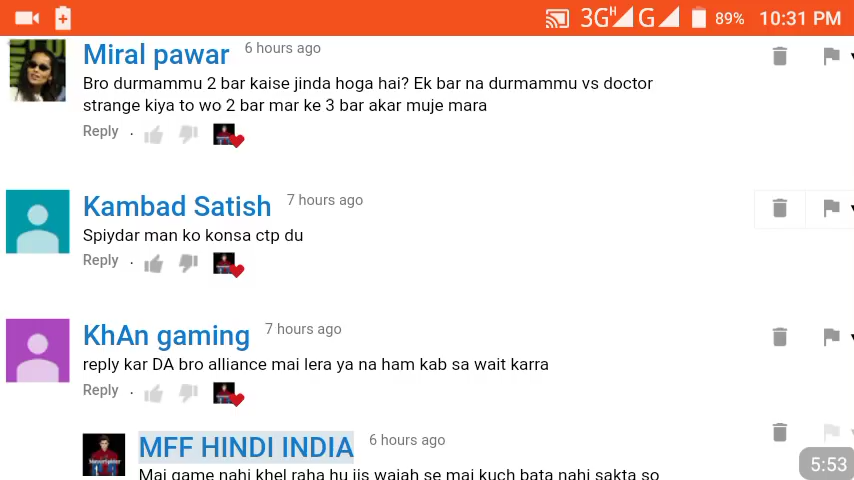 3G H G 89% 10:31 PM
Miral pawar 6 hours ago
Bro durmammu 2 bar kaise jinda hoga hai? Ek bar na durmammu vs doctor
strange kiya to wo 2 bar mar ke 3 bar akar muje mara
Reply .
Kambad Satish 7 hours ago
Spiydar man ko konsa ctp du
Reply .
KhAn gaming 7 hours ago
reply kar DA bro alliance mai lera ya na ham kab sa wait karra
Reply .
MFF HINDI INDIA 6 hours ago
Mai game nahi khel raha hu jis wajah se mai kuch bata nahi sakta so
5:53